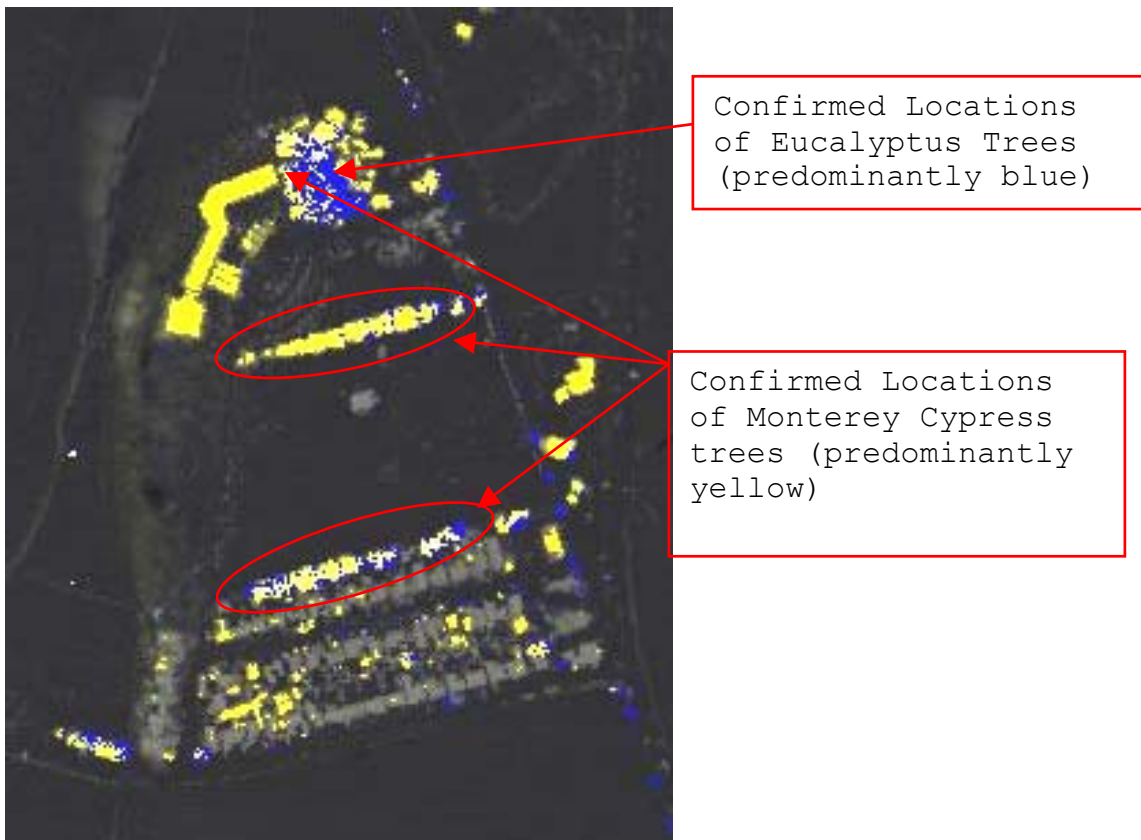 Confirmed Locations
of Eucalyptus Trees
(predominantly blue)
Confirmed Locations
of Monterey Cypress
trees (predominantly
yellow)